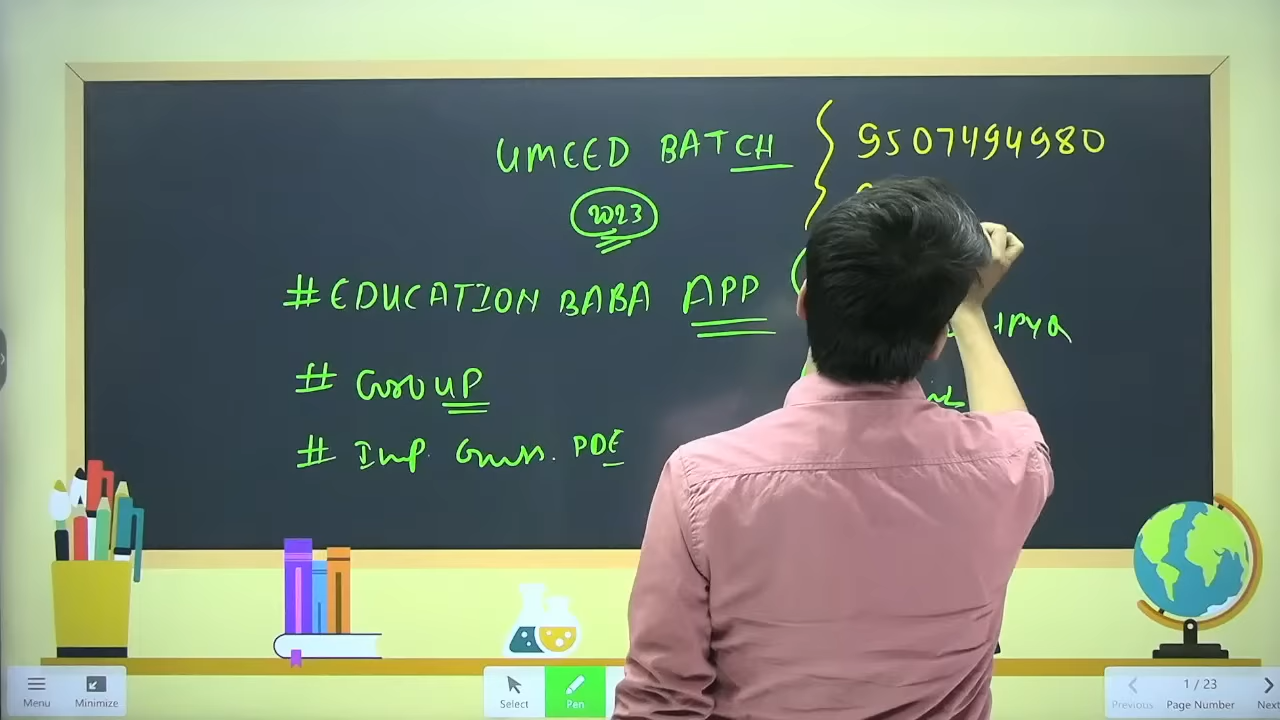 UMEED BATCH
9507494980
2023
#EDUCATION BABA APP
+PYQ
# GroUP
# Imp. PDF
Menu
Minimize
Select
Pen
1 / 23
Previous
Page Number
Next